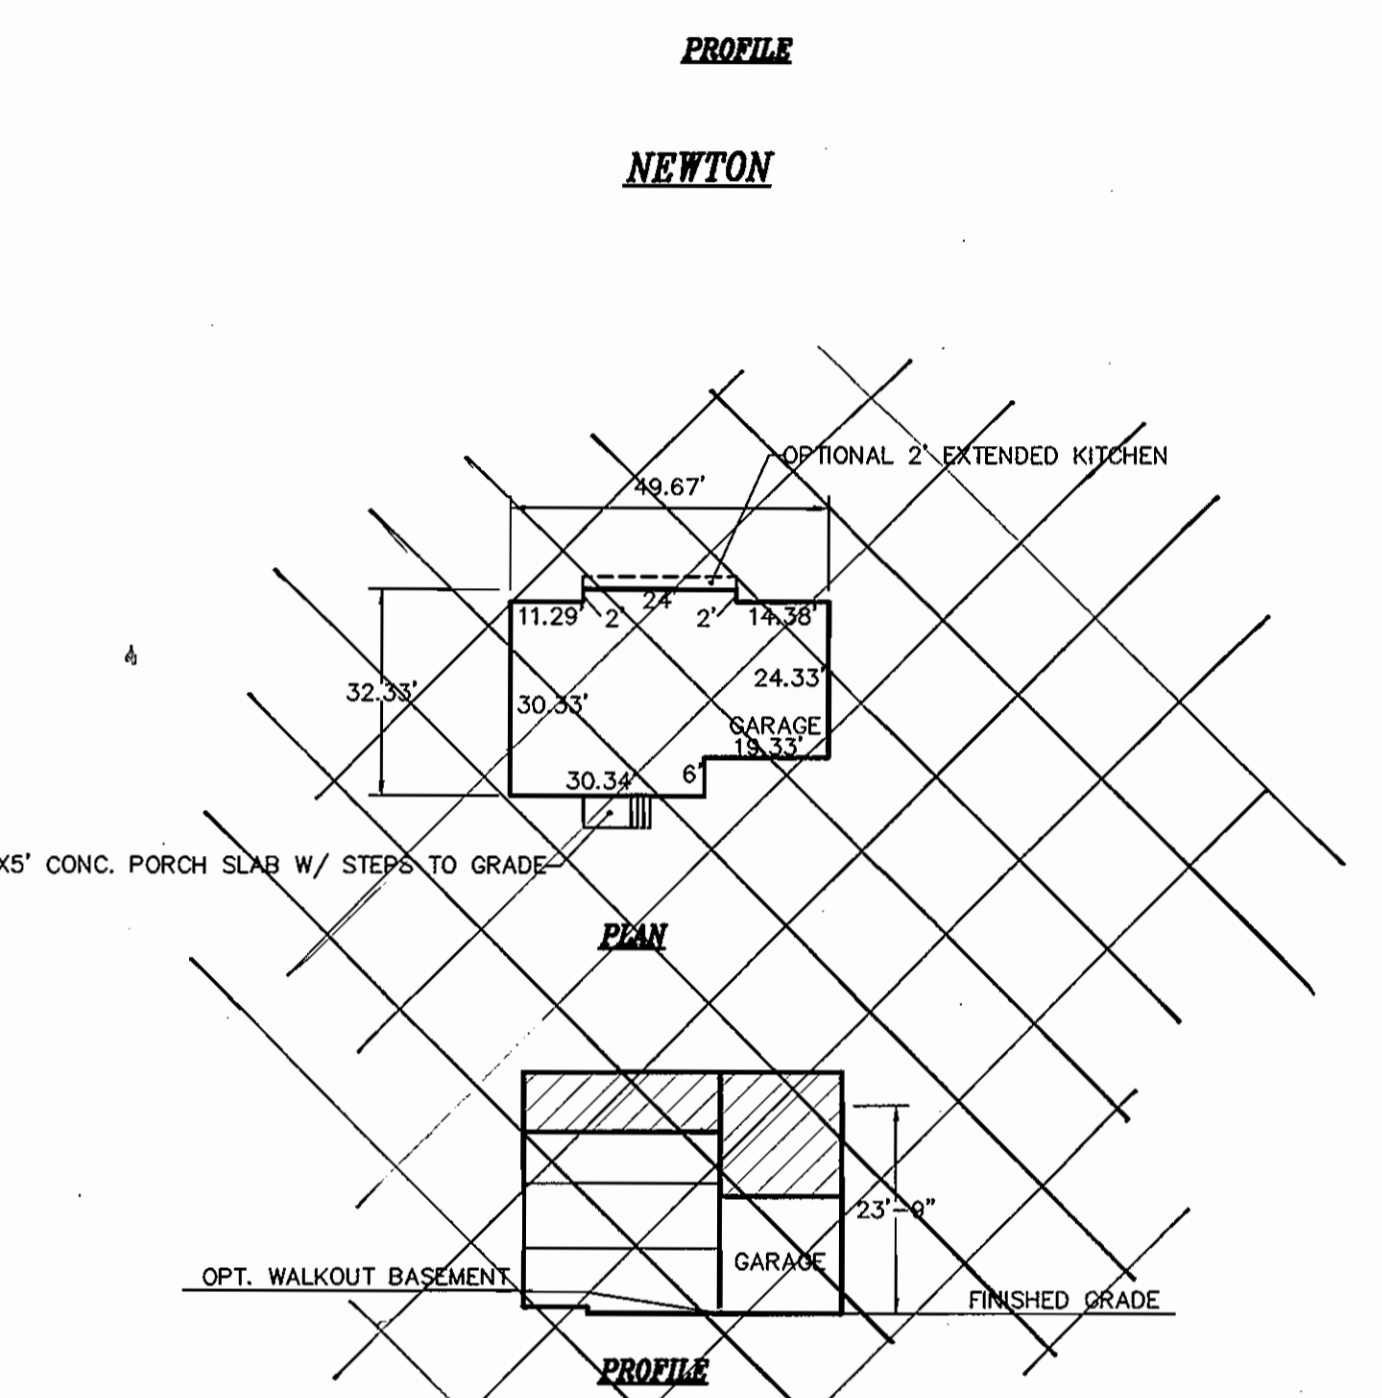 PROFILE
NEWTON
OPTIONAL 2' EXTENDED KITCHEN
49.67'
24'
11.29' 2' 2' 14.38'
24.33'
32.33'
30.33'
GARAGE
19.33'
6'
30.34
X5' CONC. PORCH SLAB W/ STEPS TO GRADE
PLAN
23'-9"
GARAGE
OPT. WALKOUT BASEMENT
FINISHED GRADE
PROFILE